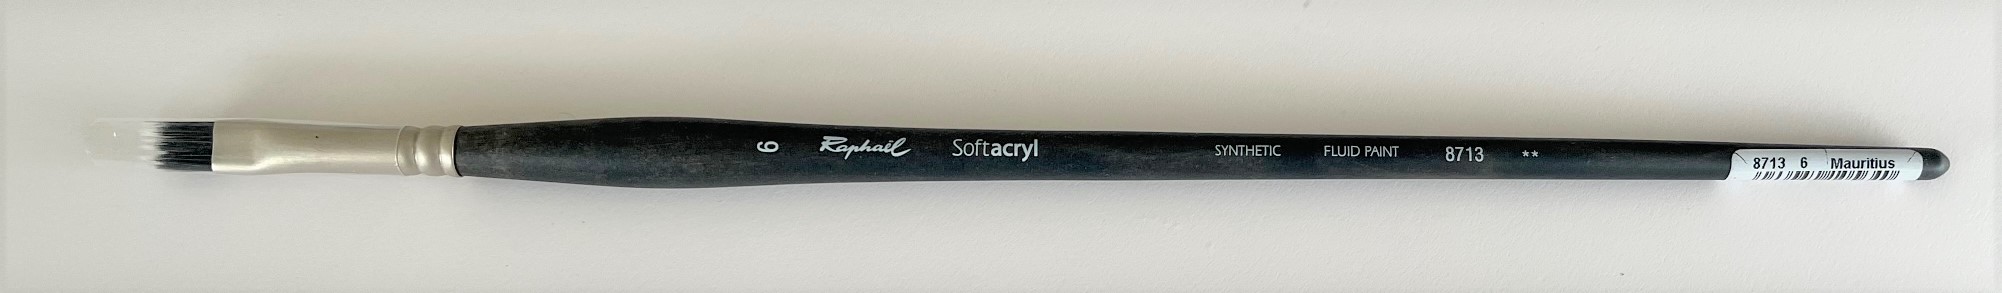 6 Raphaël Softacryl SYNTHETIC FLUID PAINT 8713 **
8713 6 Mauritius